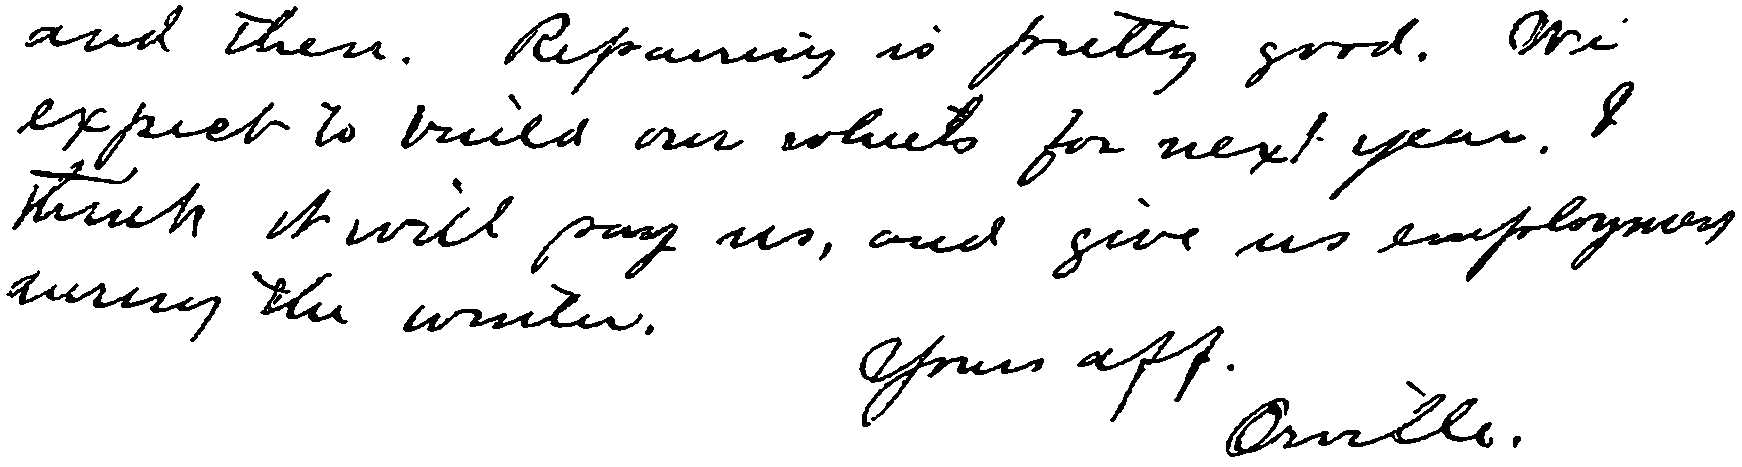 and then. Repairing is pretty good. We
expect to build our wheels for next year. I
think it will pay us, and give us employment
during the winter.
Yours aff.
Orville.